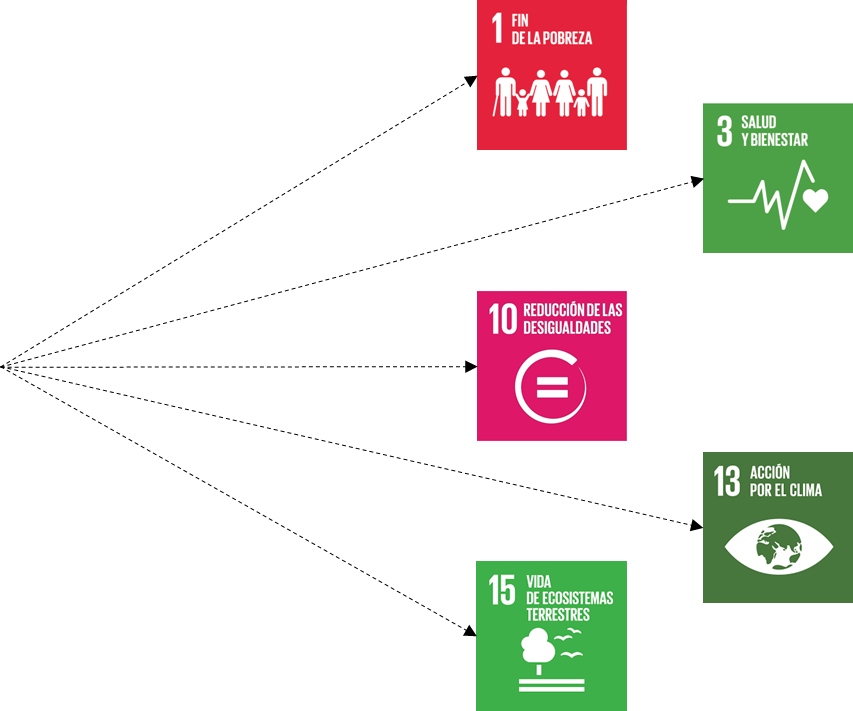 1 FIN
DE LA POBREZA
3 SALUD
Y BIENESTAR
10 REDUCCIÓN DE LAS
DESIGUALDADES
13 ACCIÓN
POR EL CLIMA
15 VIDA
DE ECOSISTEMAS
TERRESTRES